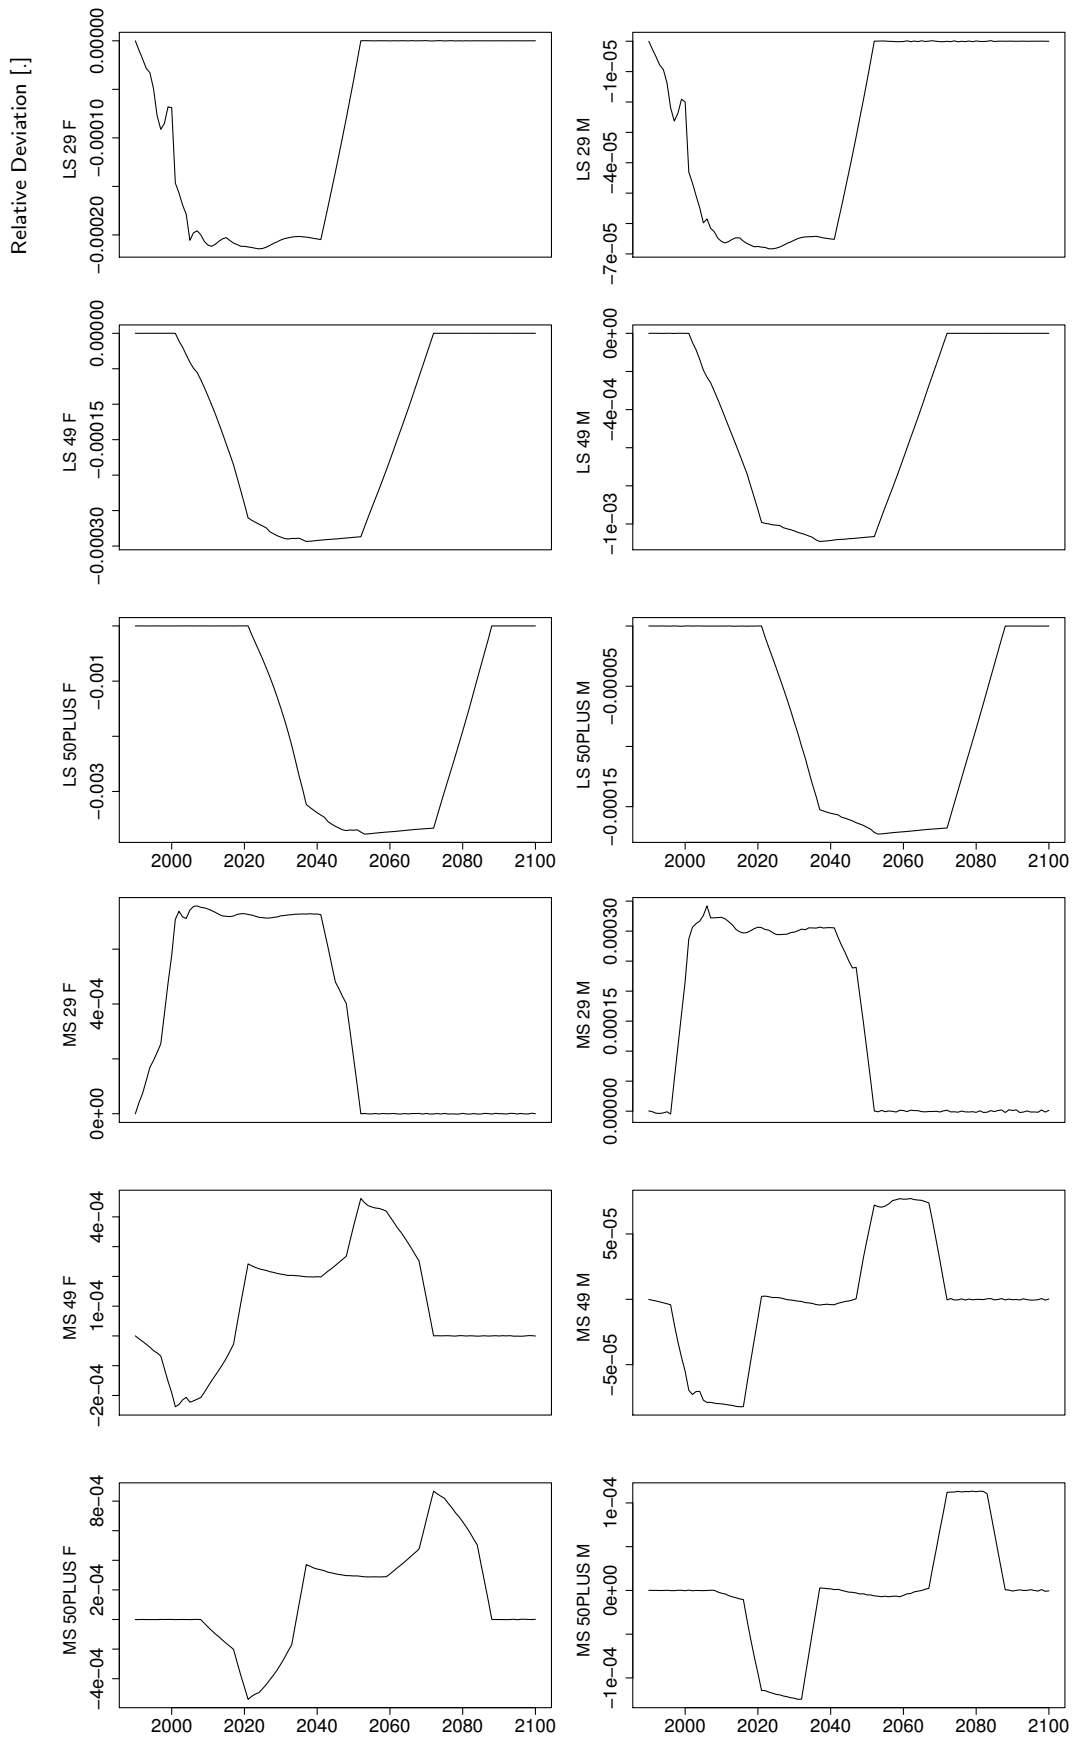 Relative Deviation [.]
LS 29 F
0.00000
−0.00010
−0.00020
LS 29 M
−1e−05
−4e−05
−7e−05
LS 49 F
0.00000
−0.00015
−0.00030
LS 49 M
0e+00
−4e−04
−1e−03
LS 50PLUS F
−0.001
−0.003
2000 2020 2040 2060 2080 2100
LS 50PLUS M
−0.00005
−0.00015
2000 2020 2040 2060 2080 2100
MS 29 F
4e−04
0e+00
MS 29 M
0.00030
0.00015
0.00000
MS 49 F
4e−04
1e−04
−2e−04
MS 49 M
5e−05
−5e−05
MS 50PLUS F
8e−04
2e−04
−4e−04
2000 2020 2040 2060 2080 2100
MS 50PLUS M
1e−04
0e+00
−1e−04
2000 2020 2040 2060 2080 2100